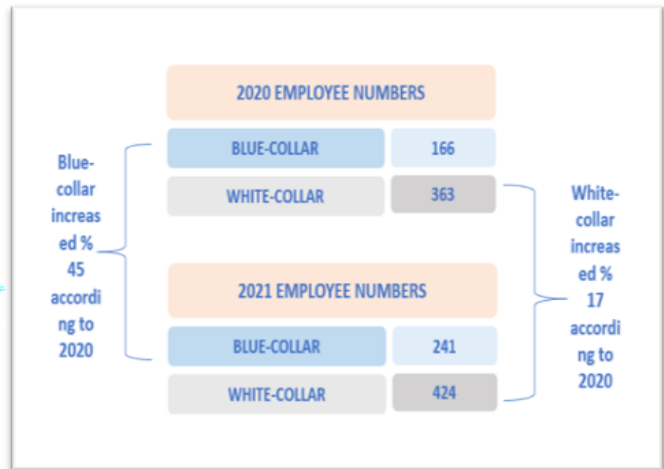 2020 EMPLOYEE NUMBERS
BLUE-COLLAR 166
WHITE-COLLAR 363
Blue-
collar
increas
ed %
45
accordi
ng to
2020
White-
collar
increas
ed %
17
accordi
ng to
2020
2021 EMPLOYEE NUMBERS
BLUE-COLLAR 241
WHITE-COLLAR 424